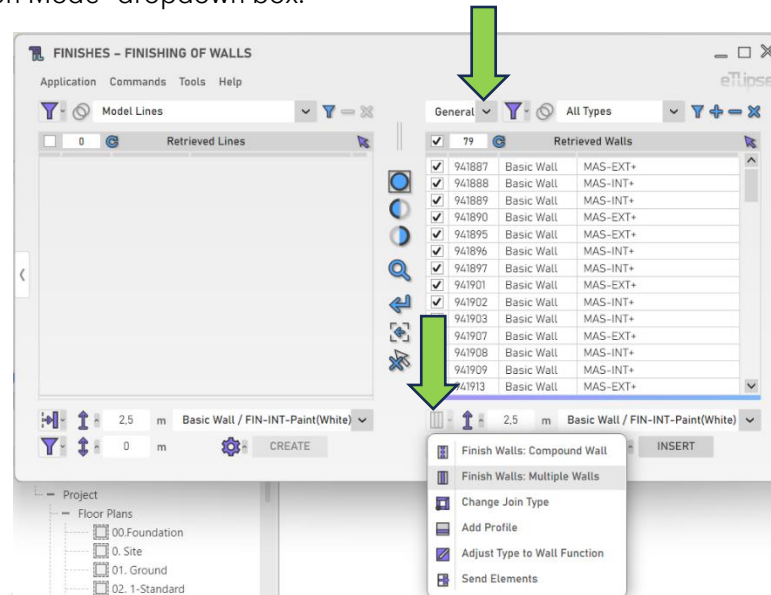 on Mode" dropdown box.
FINISHES – FINISHING OF WALLS
Application Commands Tools Help
eTLipse
Model Lines
General
All Types
0 Retrieved Lines
79 Retrieved Walls
941887 Basic Wall MAS-EXT+
941888 Basic Wall MAS-INT+
941889 Basic Wall MAS-INT+
941890 Basic Wall MAS-EXT+
941895 Basic Wall MAS-EXT+
941896 Basic Wall MAS-INT+
941897 Basic Wall MAS-INT+
941901 Basic Wall MAS-EXT+
941902 Basic Wall MAS-INT+
941903 Basic Wall MAS-INT+
941907 Basic Wall MAS-EXT+
941908 Basic Wall MAS-INT+
941909 Basic Wall MAS-INT+
941913 Basic Wall MAS-EXT+
2,5 m Basic Wall / FIN-INT-Paint(White)
2,5 m Basic Wall / FIN-INT-Paint(White)
0 m CREATE
INSERT
Finish Walls: Compound Wall
Finish Walls: Multiple Walls
Change Join Type
Add Profile
Adjust Type to Wall Function
Send Elements
Project
Floor Plans
00.Foundation
0. Site
01. Ground
02. 1-Standard